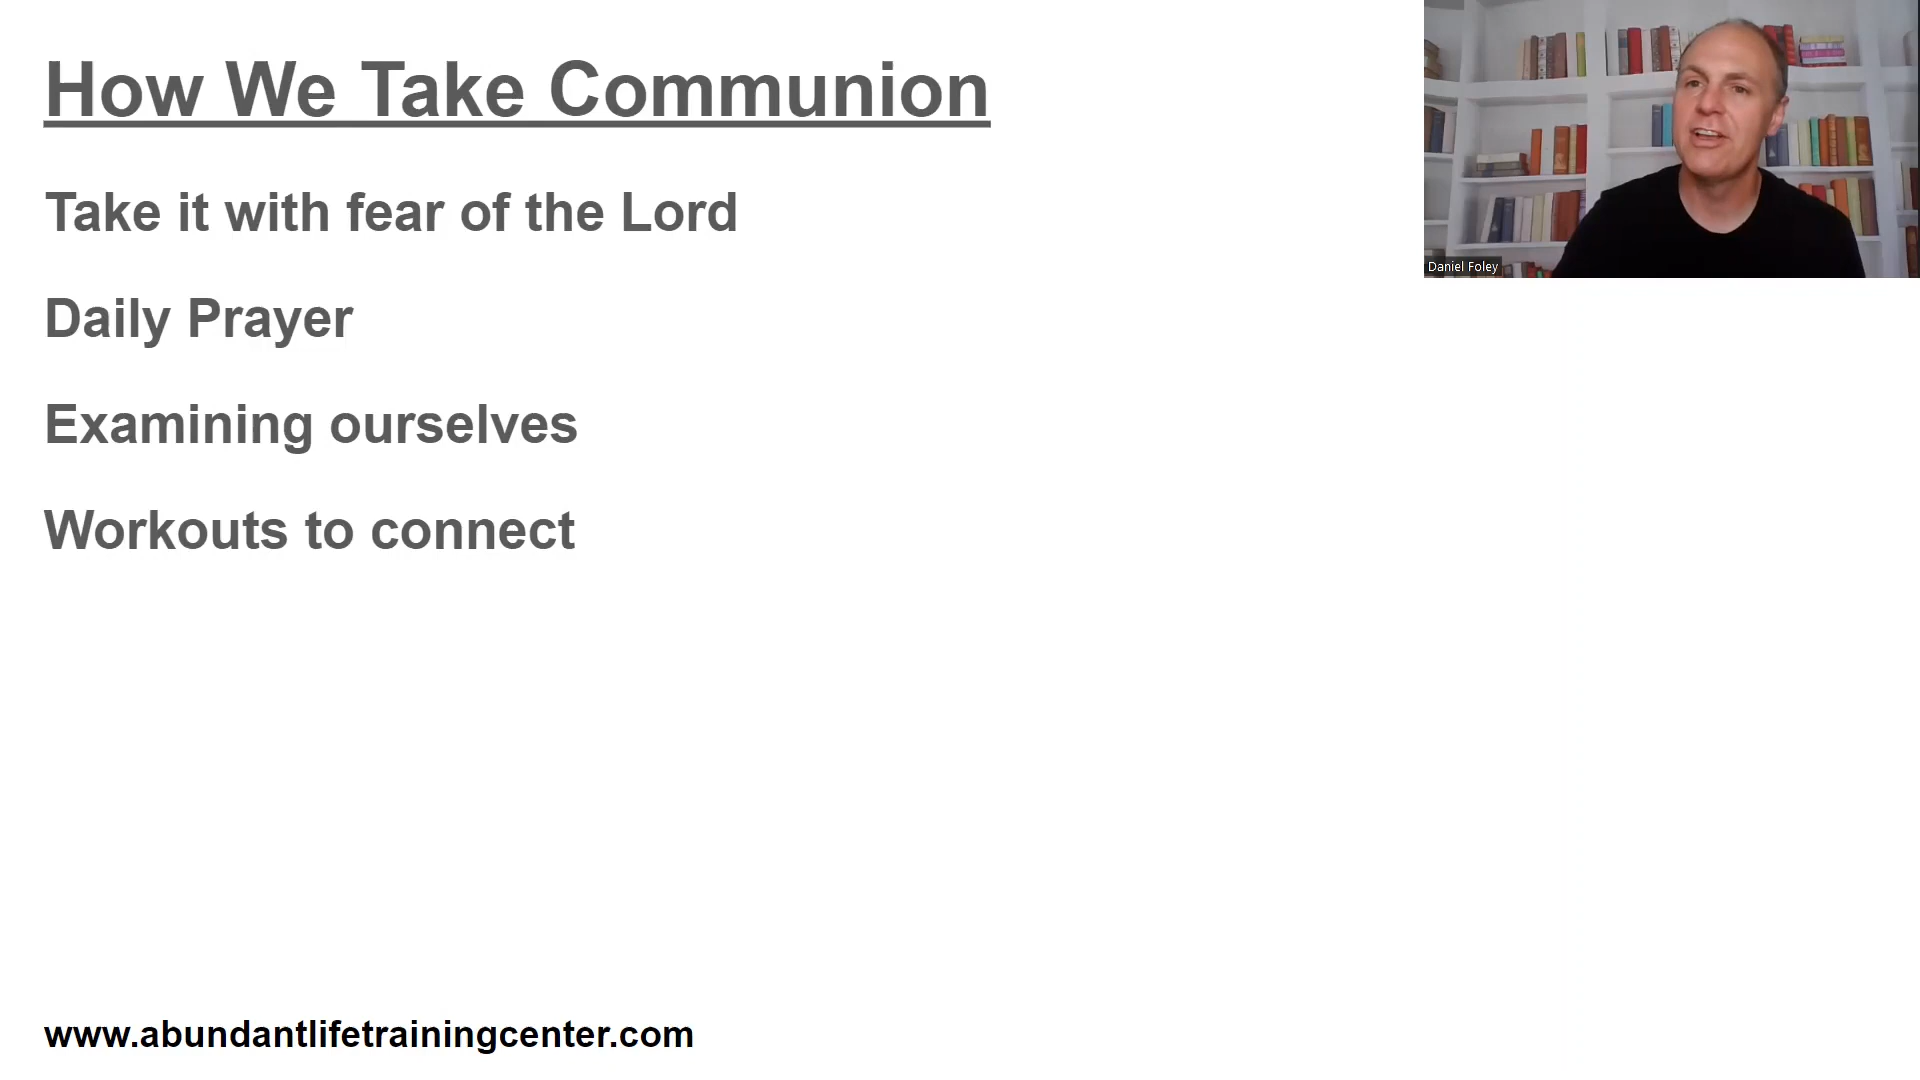 How We Take Communion
Take it with fear of the Lord
Daily Prayer
Examining ourselves
Workouts to connect
www.abundantlifetrainingcenter.com
Daniel Foley